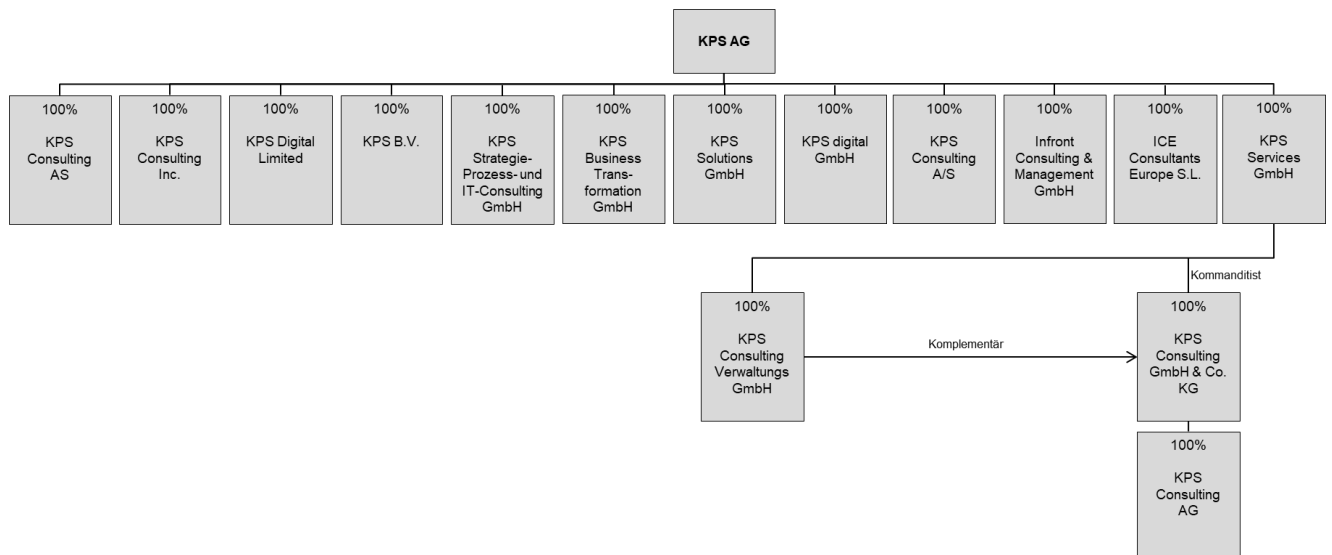 KPS AG
100%
KPS
Consulting
AS
100%
KPS
Consulting
Inc.
100%
KPS Digital
Limited
100%
KPS B.V.
100%
KPS
Strategie-
Prozess- und
IT-Consulting
GmbH
100%
KPS
Business
Trans-
formation
GmbH
100%
KPS
Solutions
GmbH
100%
KPS digital
GmbH
100%
KPS
Consulting
A/S
100%
Infront
Consulting &
Management
GmbH
100%
ICE
Consultants
Europe S.L.
100%
KPS
Services
GmbH
Kommanditist
100%
KPS
Consulting
Verwaltungs
GmbH
Komplementär
100%
KPS
Consulting
GmbH & Co.
KG
100%
KPS
Consulting
AG